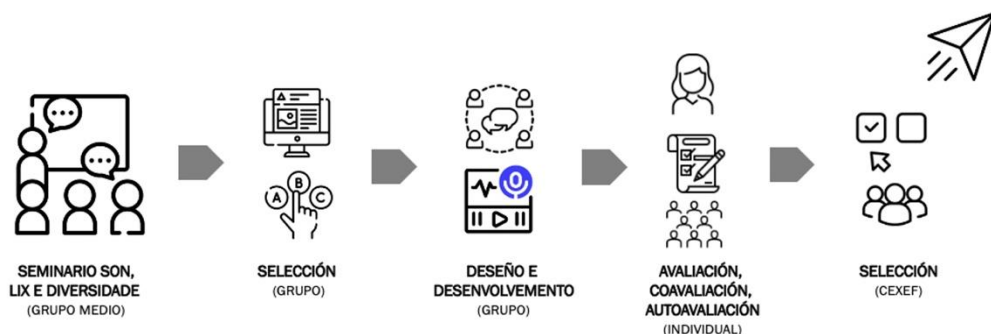 A
B
C
SEMINARIO SON,
LIX E DIVERSIDADE
(GRUPO MEDIO)
SELECCIÓN
(GRUPO)
DESEÑO E
DESENVOLVEMENTO
(GRUPO)
AVALIACIÓN,
COAVALIACIÓN,
AUTOAVALIACIÓN
(INDIVIDUAL)
SELECCIÓN
(CEXEF)